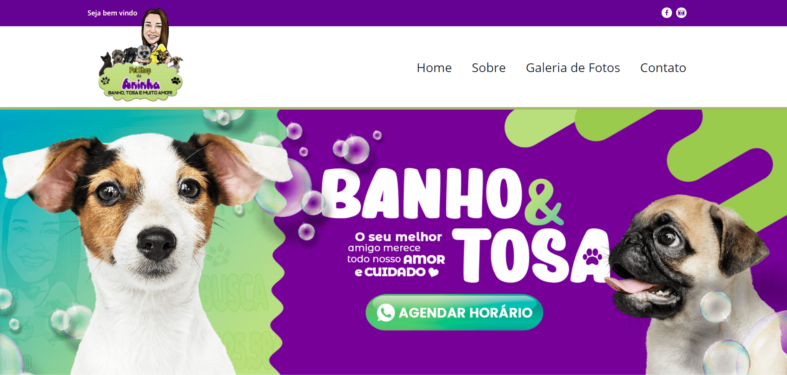 Seja bem vindo
Pet Shop
da
Aninha
BANHO, TOSA E MUITO AMOR!
Home Sobre Galeria de Fotos Contato
BANHO&
TOSA
O seu melhor
amigo merece
todo nosso AMOR
e CUIDADO
AGENDAR HORÁRIO